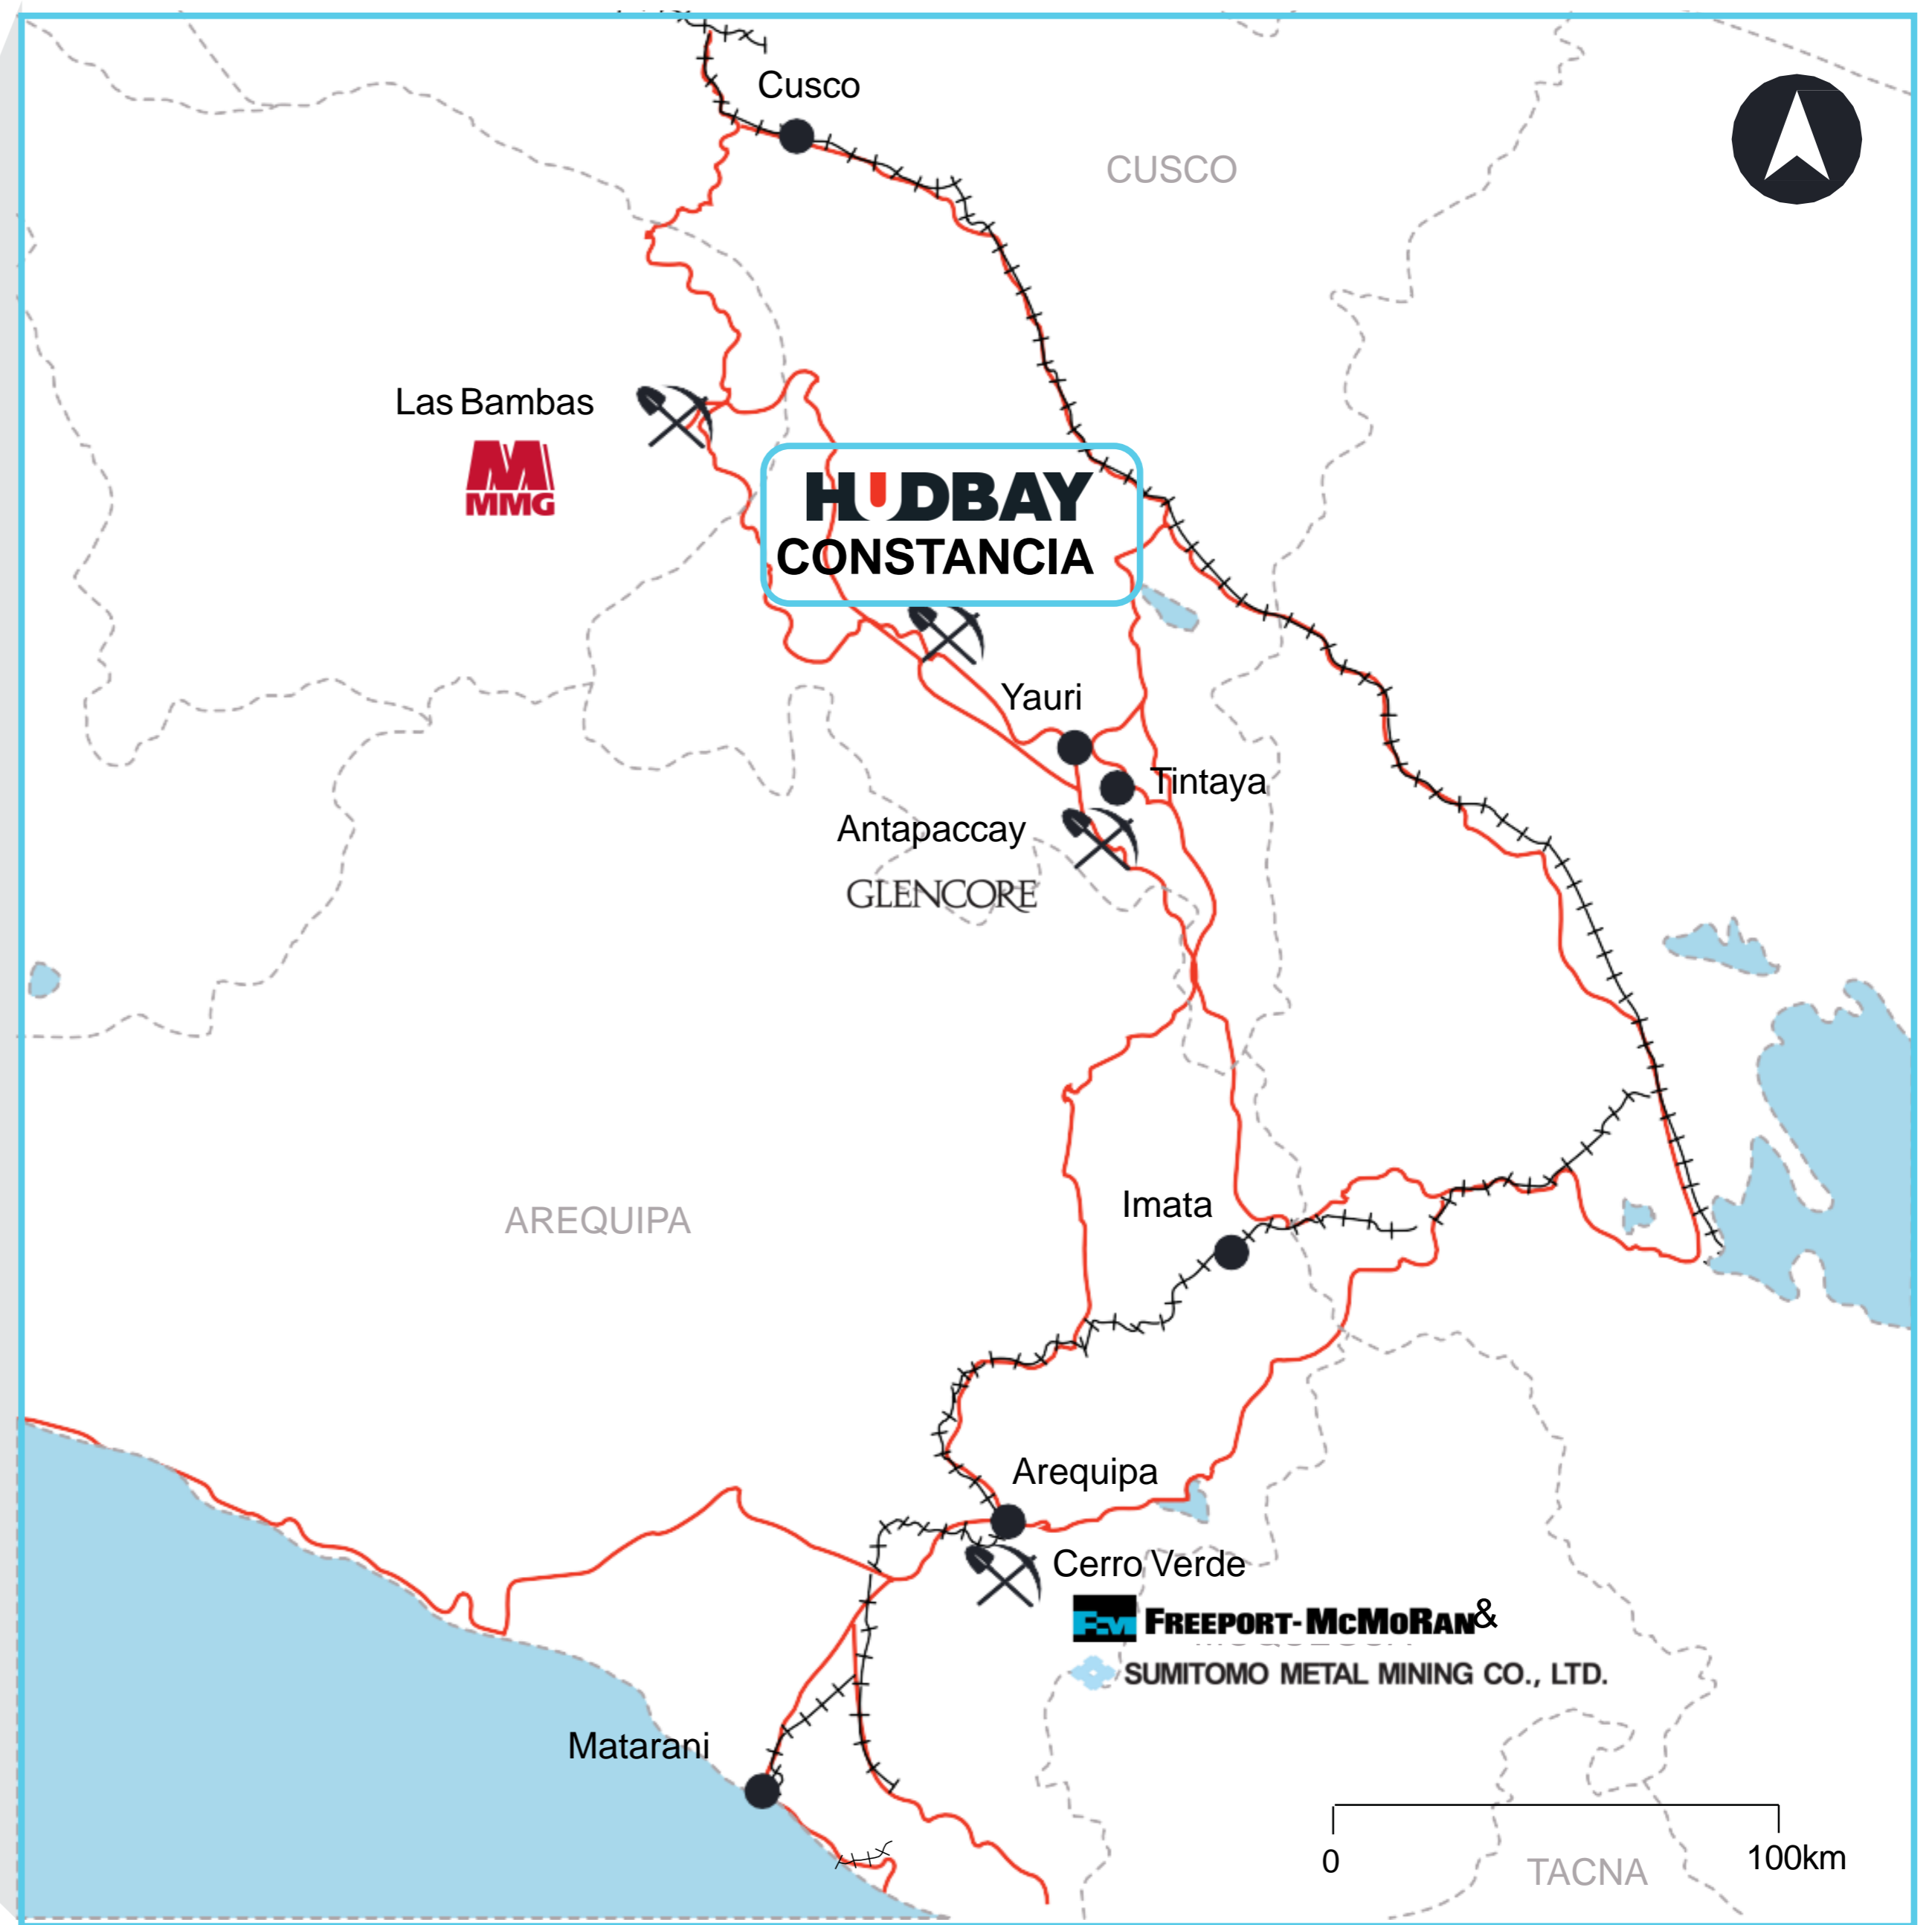 Cusco
CUSCO
Las Bambas
MMG
HUDBAY
CONSTANCIA
Yauri
Tintaya
Antapaccay
GLENCORE
Imata
AREQUIPA
Arequipa
Cerro Verde
FREEPORT-MCMORAN &
SUMITOMO METAL MINING CO., LTD.
Matarani
0
100km
TACNA